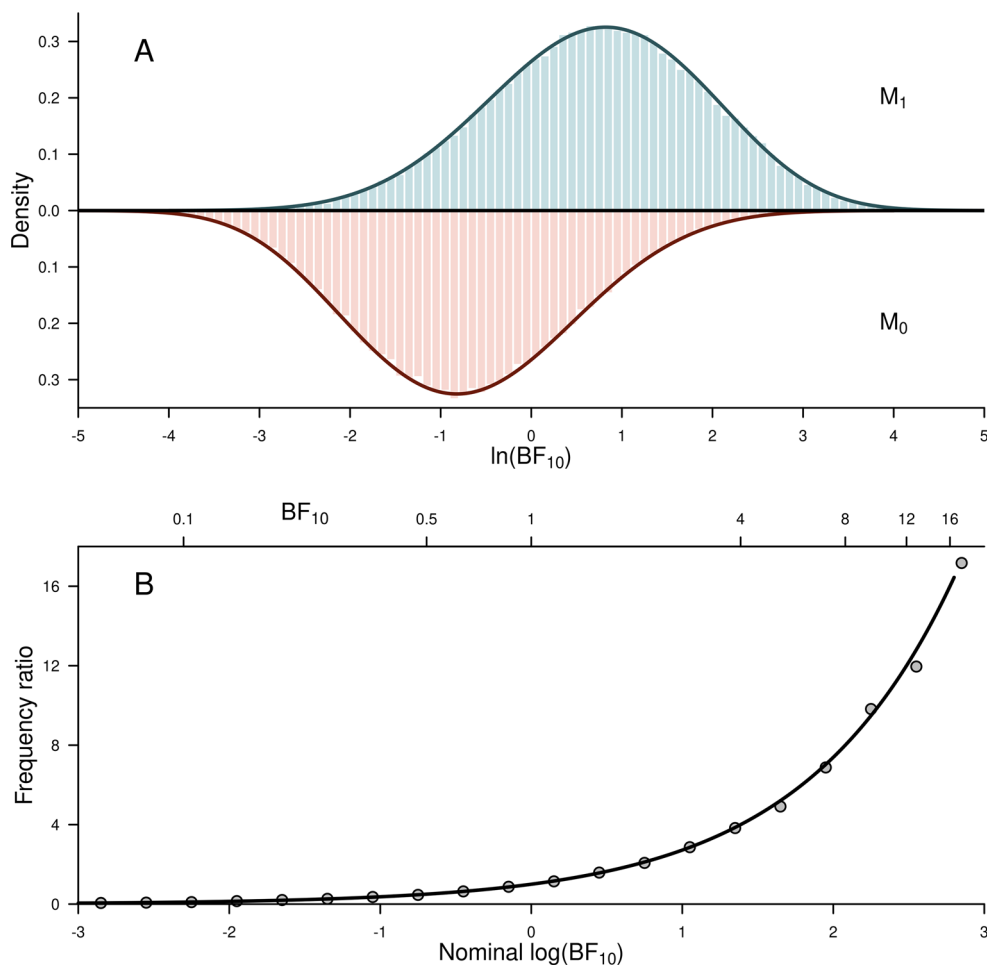 A
0.3
0.2
0.1
0.0
0.1
0.2
0.3
Density
M₁
M₀
-5 -4 -3 -2 -1 0 1 2 3 4 5
ln(BF₁₀)
BF₁₀
0.1 0.5 1 4 8 12 16
B
16
12
8
4
0
Frequency ratio
-3 -2 -1 0 1 2 3
Nominal log(BF₁₀)